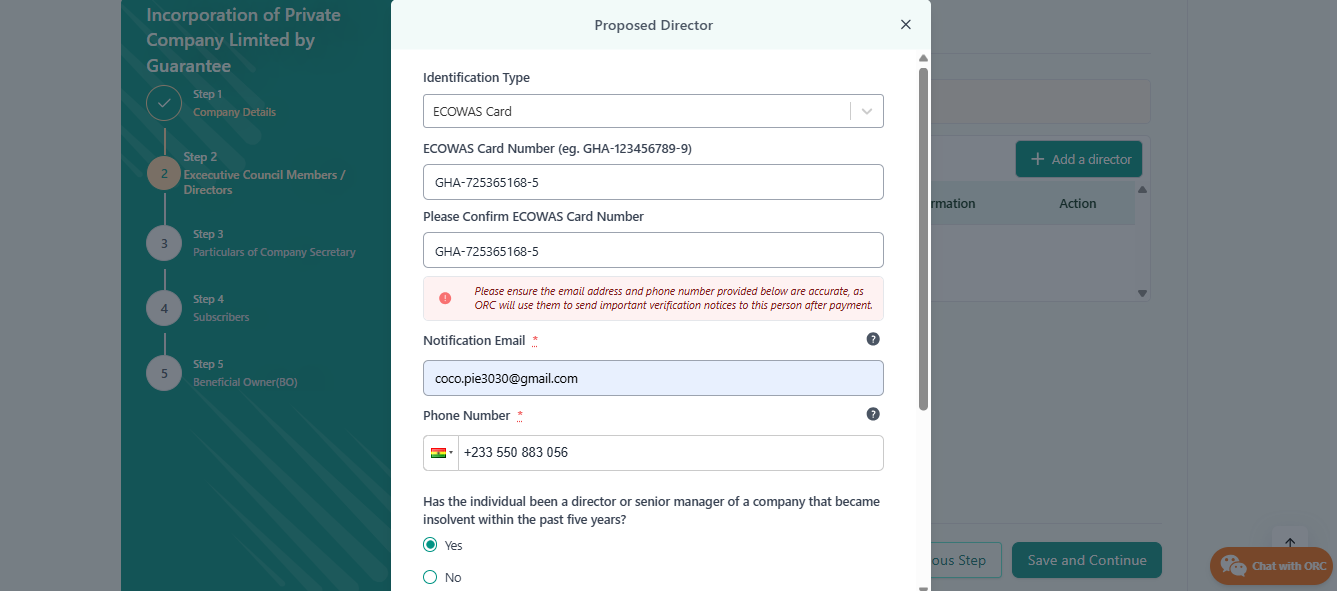 Incorporation of Private
Company Limited by
Guarantee
Step 1
Company Details
2
Step 2
Excecutive Council Members /
Directors
3
Step 3
Particulars of Company Secretary
4
Step 4
Subscribers
5
Step 5
Beneficial Owner(BO)
Proposed Director
Identification Type
ECOWAS Card
ECOWAS Card Number (eg. GHA-123456789-9)
GHA-725365168-5
Please Confirm ECOWAS Card Number
GHA-725365168-5
Please ensure the email address and phone number provided below are accurate, as
ORC will use them to send important verification notices to this person after payment.
Notification Email *
coco.pie3030@gmail.com
Phone Number *
+233 550 883 056
Has the individual been a director or senior manager of a company that became
insolvent within the past five years?
Yes
No
+ Add a director
rmation Action
ous Step
Save and Continue
Chat with ORC